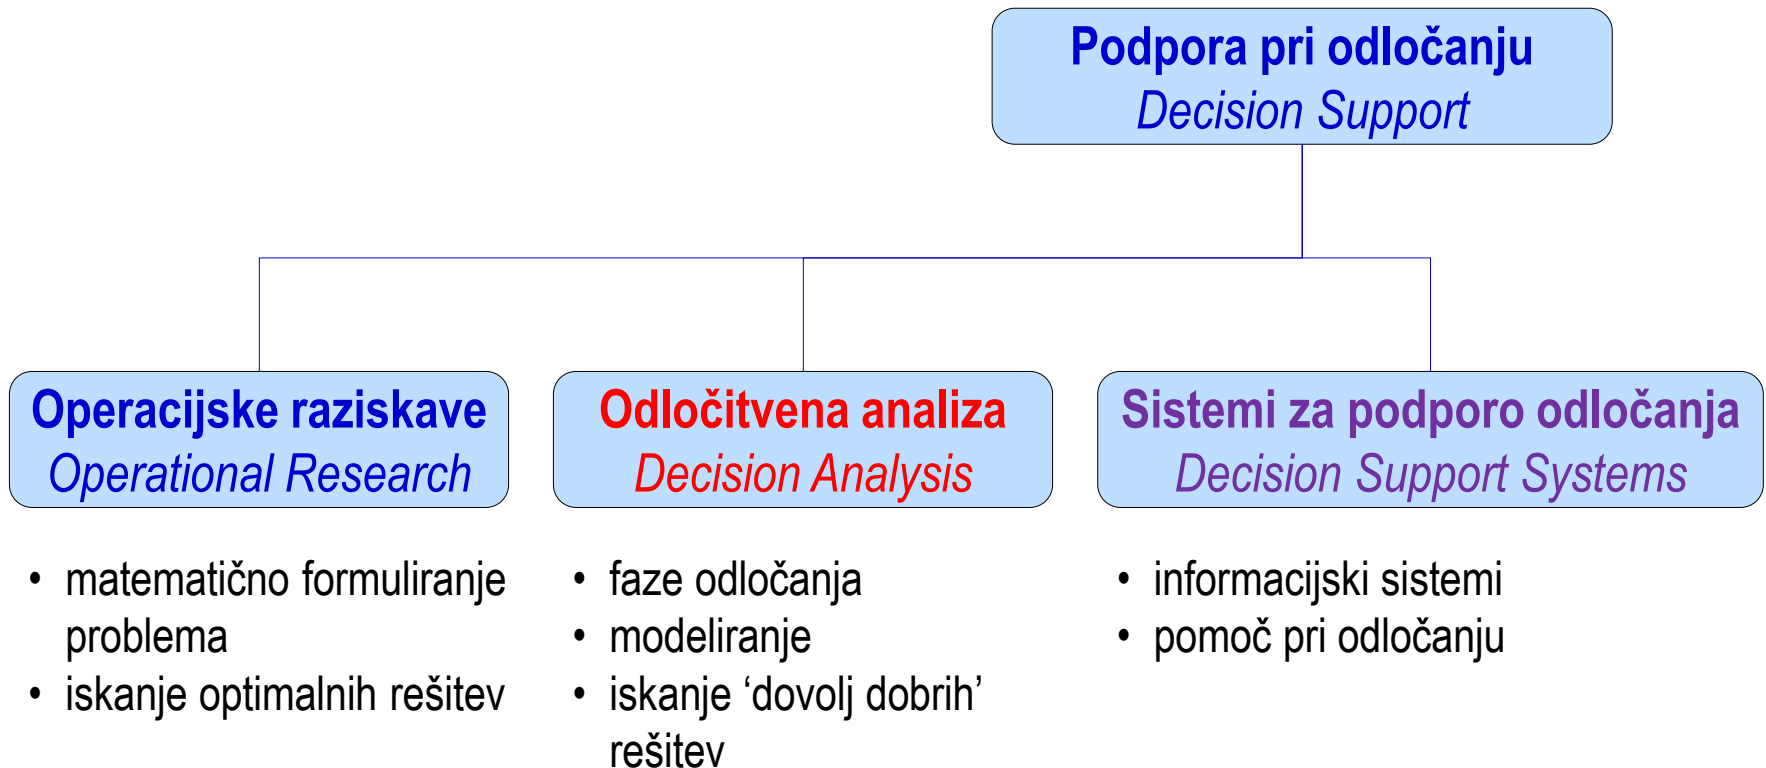 Podpora pri odločanju
Decision Support
Operacijske raziskave
Operational Research
Odločitvena analiza
Decision Analysis
Sistemi za podporo odločanja
Decision Support Systems
• matematično formuliranje
problema
• iskanje optimalnih rešitev
• faze odločanja
• modeliranje
• iskanje ‘dovolj dobrih’
rešitev
• informacijski sistemi
• pomoč pri odločanju